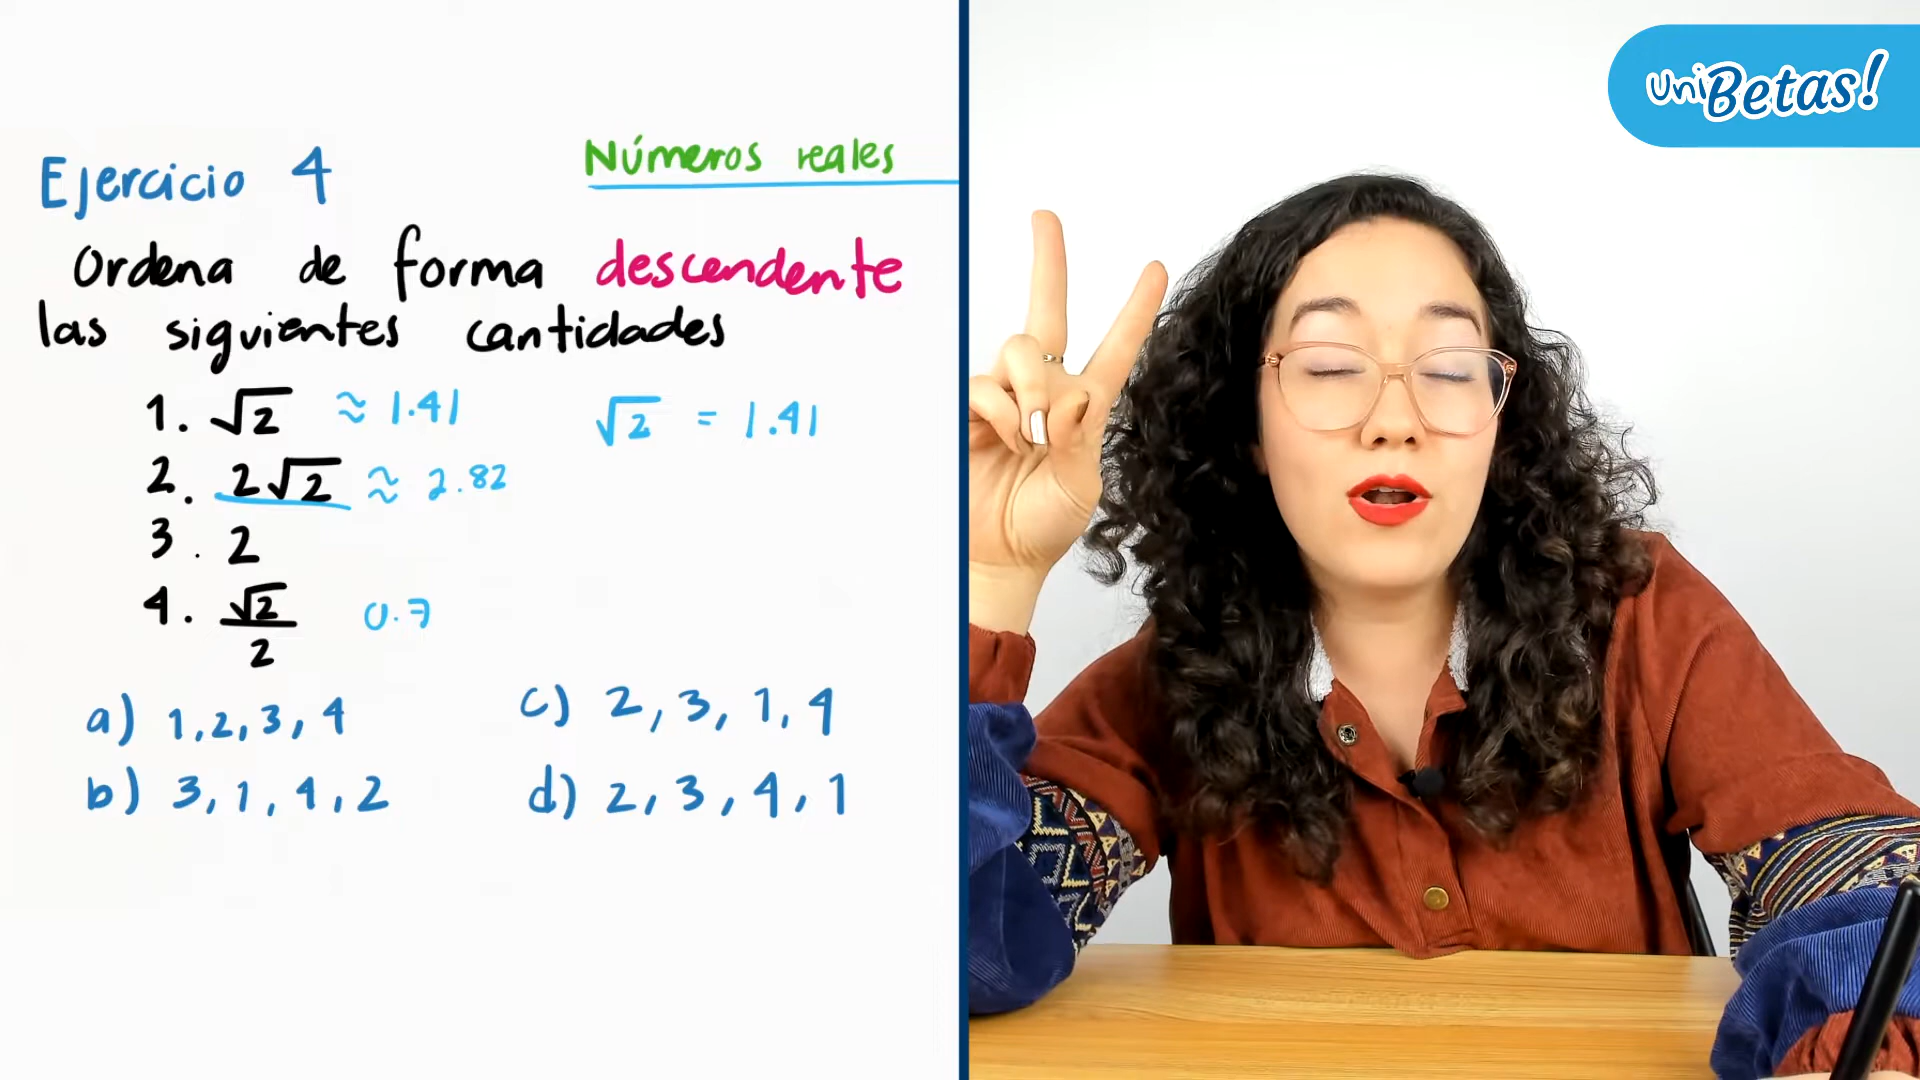 uniBetas!
Números reales
Ejercicio 4
Ordena de forma descendente
las siguientes cantidades
1. √2 ≈ 1.41 √2 = 1.41
2. 2√2 ≈ 2.82
3. 2
4. √2/2 0.7
a) 1,2,3,4 c) 2,3,1,4
b) 3,1,4,2 d) 2,3,4,1